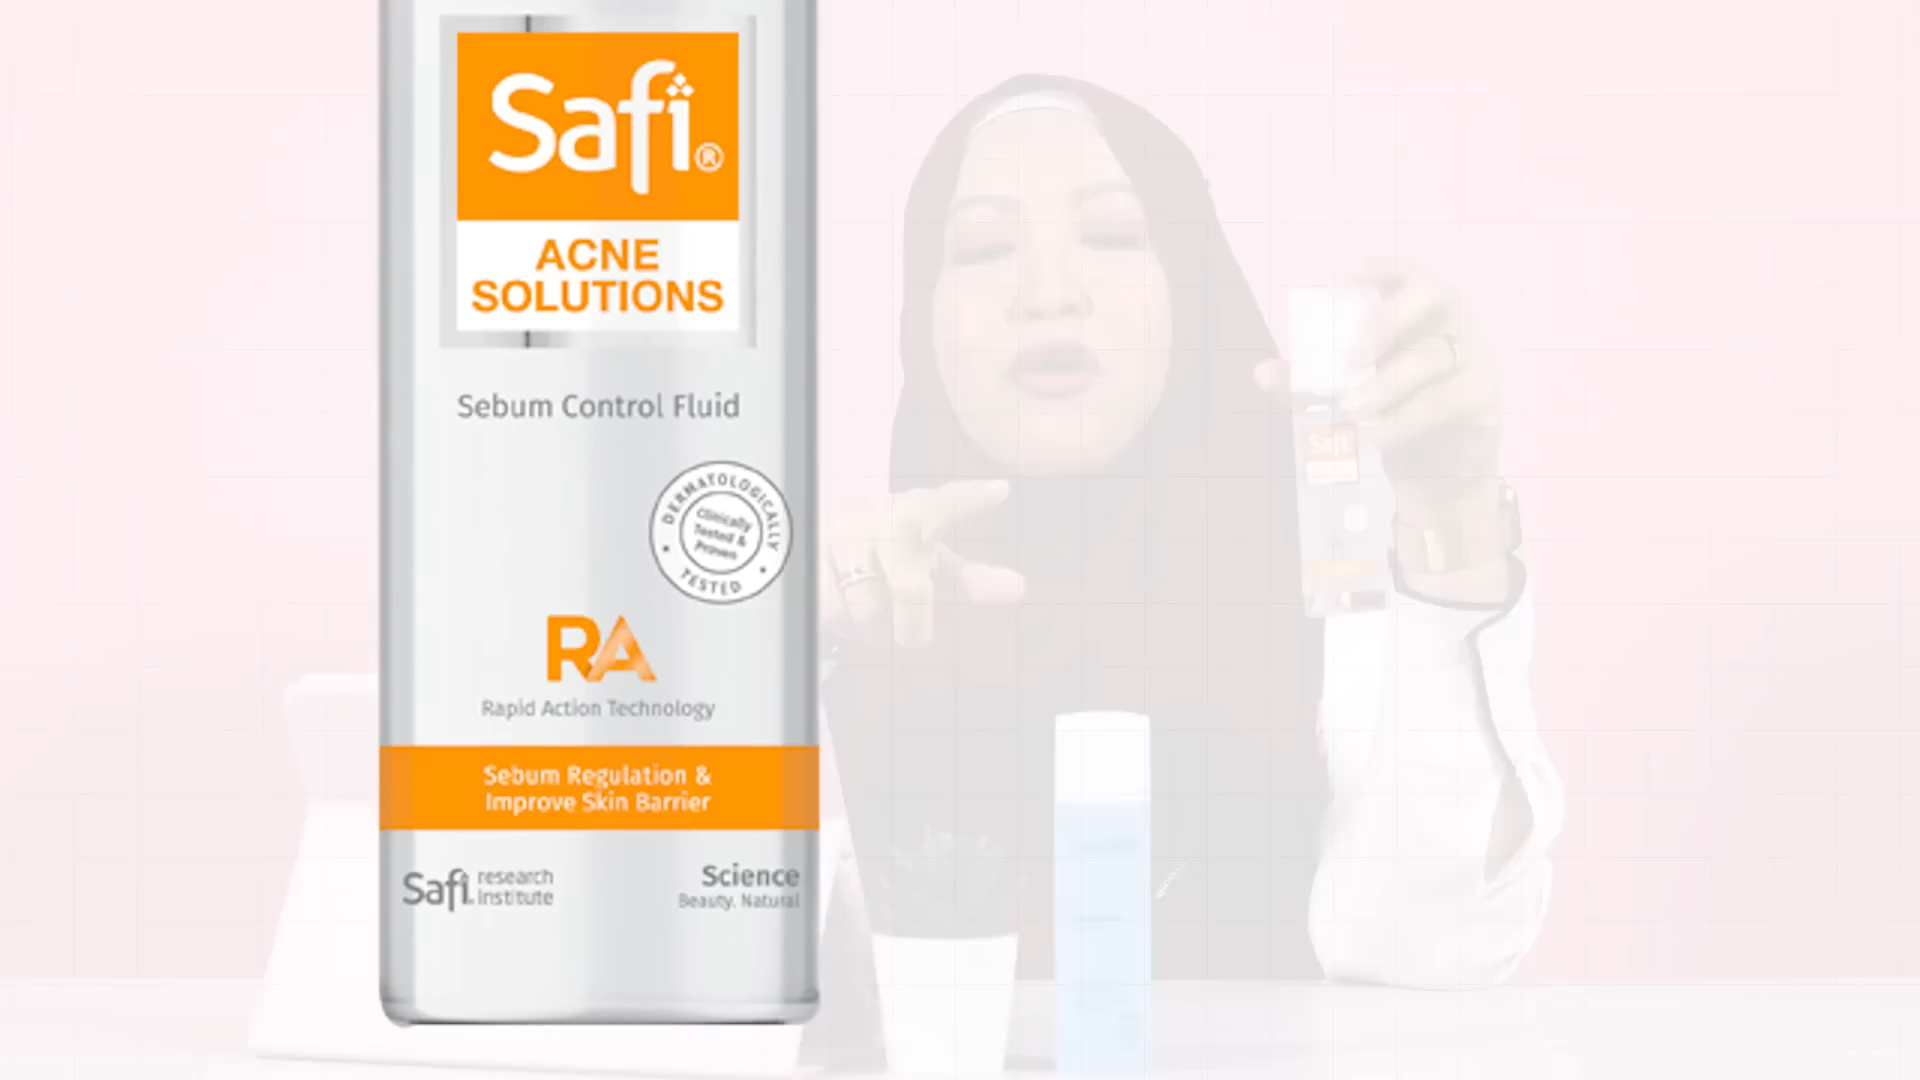 Safi®
ACNE
SOLUTIONS
Sebum Control Fluid
DERMATOLOGICALLY
Clinically
Tested &
Proven
TESTED
RA
Rapid Action Technology
Sebum Regulation &
Improve Skin Barrier
Safi research
institute
Science
Beauty. Natural
Safi